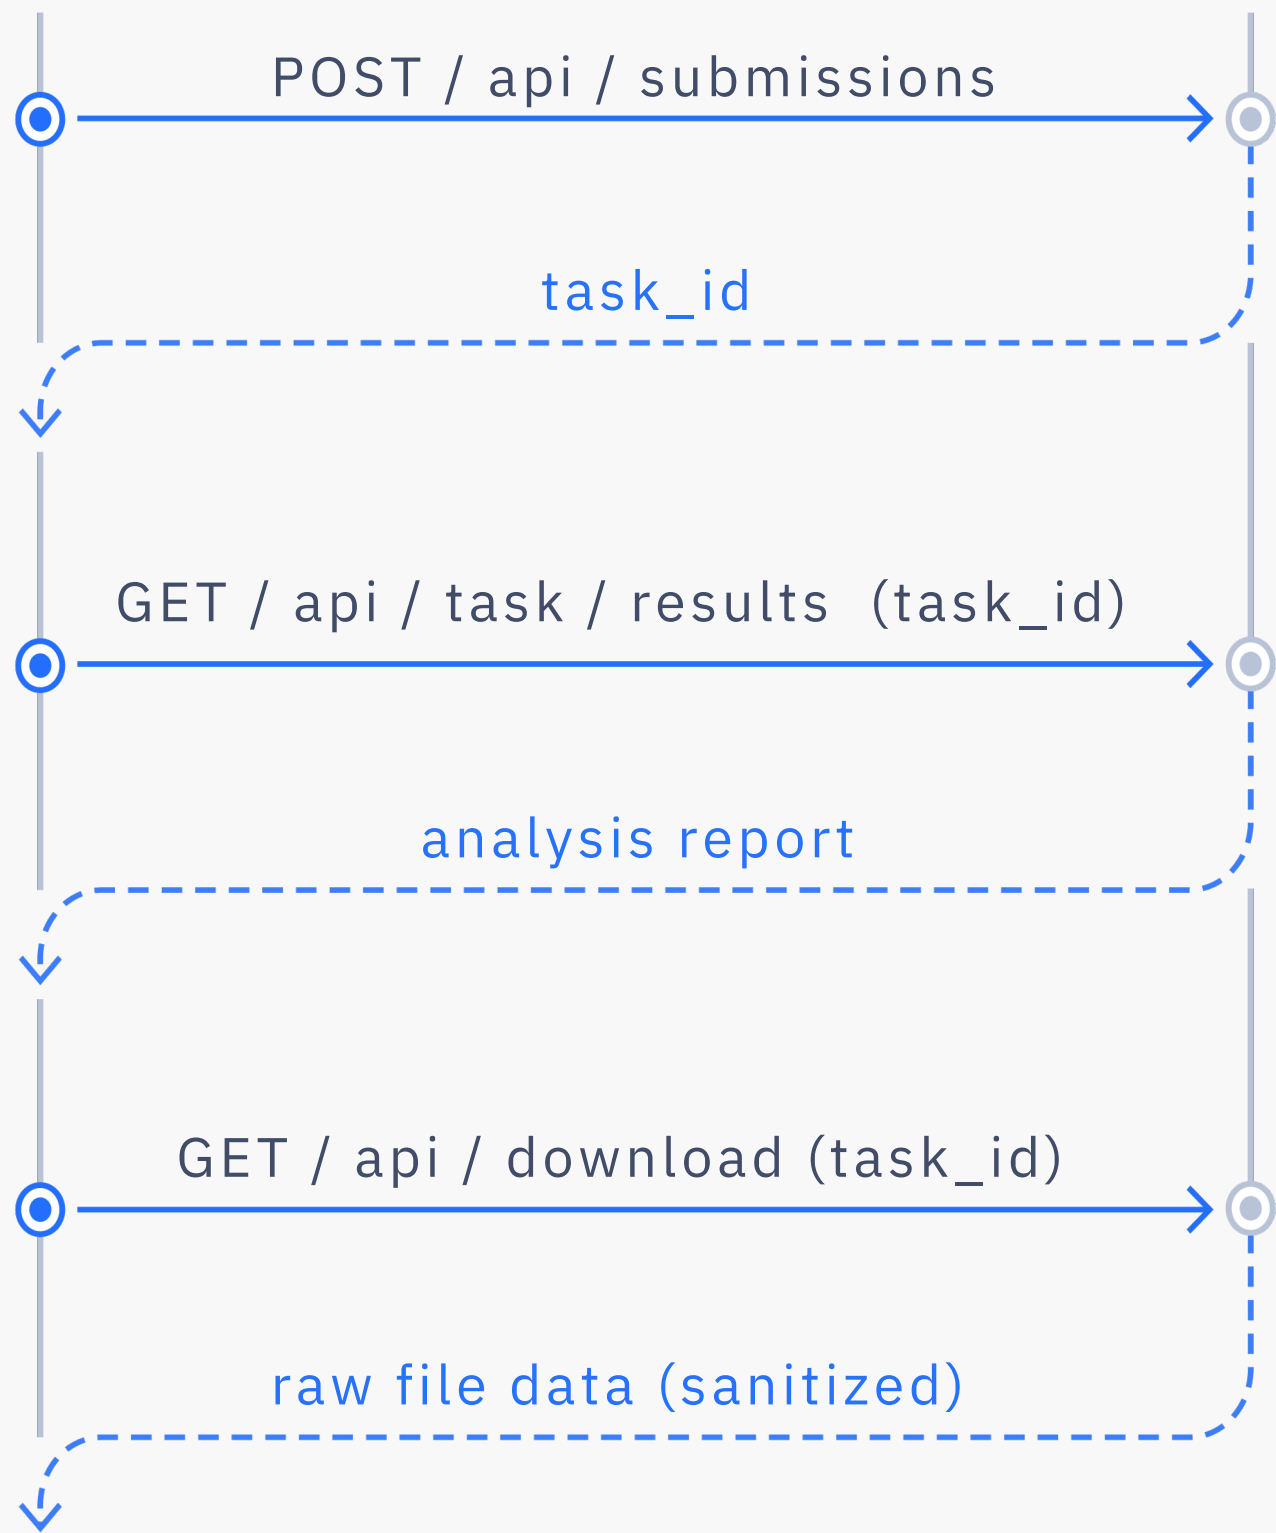 POST / api / submissions
task_id
GET / api / task / results (task_id)
analysis report
GET / api / download (task_id)
raw file data (sanitized)